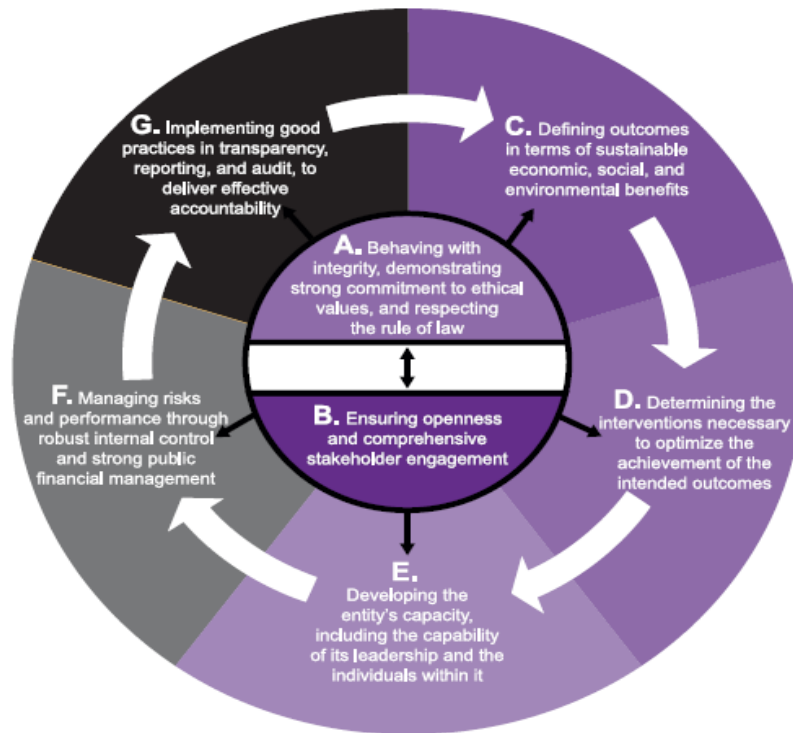 G. Implementing good
practices in transparency,
reporting, and audit, to
deliver effective
accountability
C. Defining outcomes
in terms of sustainable
economic, social, and
environmental benefits
A. Behaving with
integrity, demonstrating
strong commitment to ethical
values, and respecting
the rule of law
B. Ensuring openness
and comprehensive
stakeholder engagement
D. Determining the
interventions necessary
to optimize the
achievement of the
intended outcomes
E.
Developing the
entity's capacity,
including the capability
of its leadership and the
individuals within it
F. Managing risks
and performance through
robust internal control
and strong public
financial management